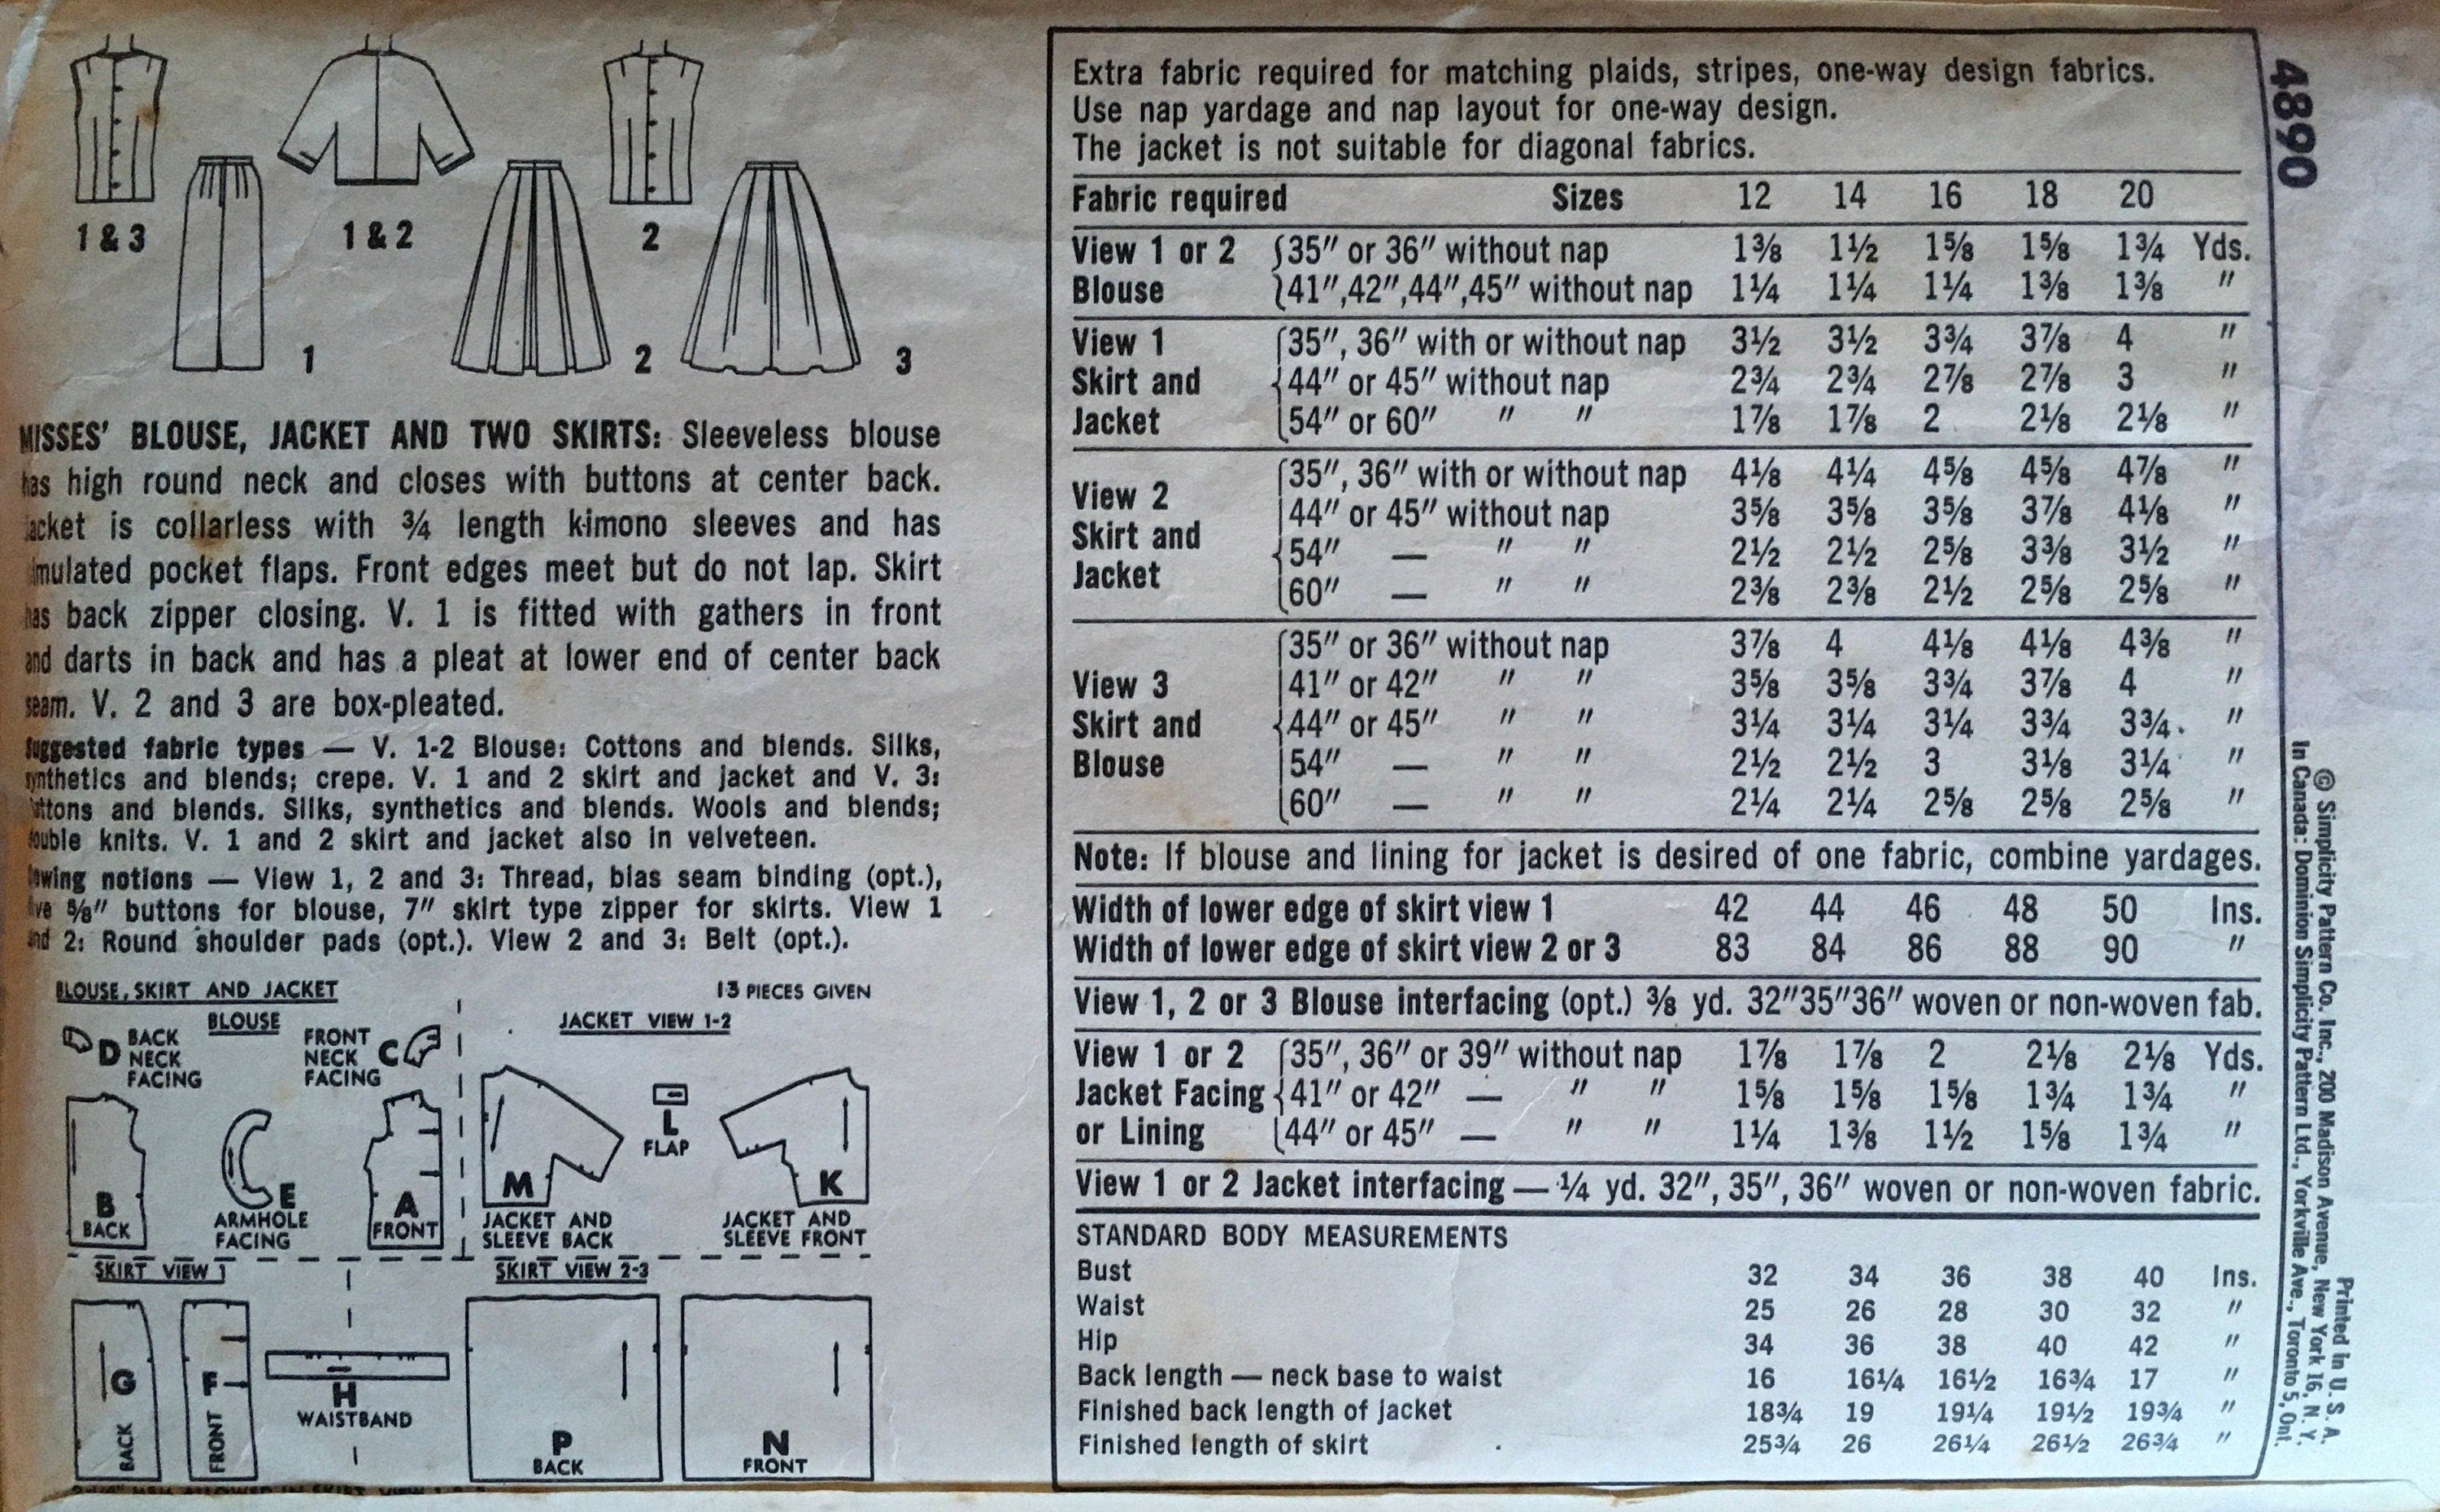 1 & 3
1 & 2
2
1
2
3
MISSES' BLOUSE, JACKET AND TWO SKIRTS: Sleeveless blouse
has high round neck and closes with buttons at center back.
Jacket is collarless with ¾ length kimono sleeves and has
simulated pocket flaps. Front edges meet but do not lap. Skirt
has back zipper closing. V. 1 is fitted with gathers in front
and darts in back and has a pleat at lower end of center back
seam. V. 2 and 3 are box-pleated.
Suggested fabric types — V. 1-2 Blouse: Cottons and blends. Silks,
synthetics and blends; crepe. V. 1 and 2 skirt and jacket and V. 3:
Cottons and blends. Silks, synthetics and blends. Wools and blends;
double knits. V. 1 and 2 skirt and jacket also in velveteen.
Sewing notions — View 1, 2 and 3: Thread, bias seam binding (opt.),
five ⅝" buttons for blouse, 7" skirt type zipper for skirts. View 1
and 2: Round shoulder pads (opt.). View 2 and 3: Belt (opt.).
BLOUSE, SKIRT AND JACKET 13 PIECES GIVEN
BLOUSE
D BACK NECK FACING
FRONT NECK FACING C
B BACK
E ARMHOLE FACING
A FRONT
JACKET VIEW 1-2
M JACKET AND SLEEVE BACK
L FLAP
K JACKET AND SLEEVE FRONT
SKIRT VIEW 1
G BACK
F FRONT
H WAISTBAND
SKIRT VIEW 2-3
P BACK
N FRONT
Extra fabric required for matching plaids, stripes, one-way design fabrics.
Use nap yardage and nap layout for one-way design.
The jacket is not suitable for diagonal fabrics.
Fabric required Sizes 12 14 16 18 20
View 1 or 2 35" or 36" without nap 1⅜ 1½ 1⅝ 1⅝ 1¾ Yds.
Blouse 41",42",44",45" without nap 1¼ 1¼ 1¼ 1⅜ 1⅜ "
View 1 35", 36" with or without nap 3½ 3½ 3¾ 3⅞ 4 "
Skirt and 44" or 45" without nap 2¾ 2¾ 2⅞ 2⅞ 3 "
Jacket 54" or 60" " " 1⅞ 1⅞ 2 2⅛ 2⅛ "
View 2 35", 36" with or without nap 4⅛ 4¼ 4⅝ 4⅝ 4⅞ "
Skirt and 44" or 45" without nap 3⅝ 3⅝ 3⅝ 3⅞ 4⅛ "
Jacket 54" — " " 2½ 2½ 2⅝ 3⅜ 3½ "
60" — " " 2⅜ 2⅜ 2½ 2⅝ 2⅝ "
35" or 36" without nap 3⅞ 4 4⅛ 4⅛ 4⅜ "
View 3 41" or 42" " " 3⅝ 3⅝ 3¾ 3⅞ 4 "
Skirt and 44" or 45" " " 3¼ 3¼ 3¼ 3¾ 3¾ "
Blouse 54" — " " 2½ 2½ 3 3⅛ 3¼ "
60" — " " 2¼ 2¼ 2⅝ 2⅝ 2⅝ "
Note: If blouse and lining for jacket is desired of one fabric, combine yardages.
Width of lower edge of skirt view 1 42 44 46 48 50 Ins.
Width of lower edge of skirt view 2 or 3 83 84 86 88 90 "
View 1, 2 or 3 Blouse interfacing (opt.) ⅜ yd. 32"35"36" woven or non-woven fab.
View 1 or 2 35", 36" or 39" without nap 1⅞ 1⅞ 2 2⅛ 2⅛ Yds.
Jacket Facing 41" or 42" — " " 1⅝ 1⅝ 1⅝ 1¾ 1¾ "
or Lining 44" or 45" — " " 1¼ 1⅜ 1½ 1⅝ 1¾ "
View 1 or 2 Jacket interfacing — ¼ yd. 32", 35", 36" woven or non-woven fabric.
STANDARD BODY MEASUREMENTS
Bust 32 34 36 38 40 Ins.
Waist 25 26 28 30 32 "
Hip 34 36 38 40 42 "
Back length — neck base to waist 16 16¼ 16½ 16¾ 17 "
Finished back length of jacket 18¾ 19 19¼ 19½ 19¾ "
Finished length of skirt 25¾ 26 26¼ 26½ 26¾ "
4890
Printed in U. S. A.
© Simplicity Pattern Co. Inc., 200 Madison Avenue, New York 16, N. Y.
In Canada: Dominion Simplicity Pattern Ltd., Yorkville Ave., Toronto 5, Ont.